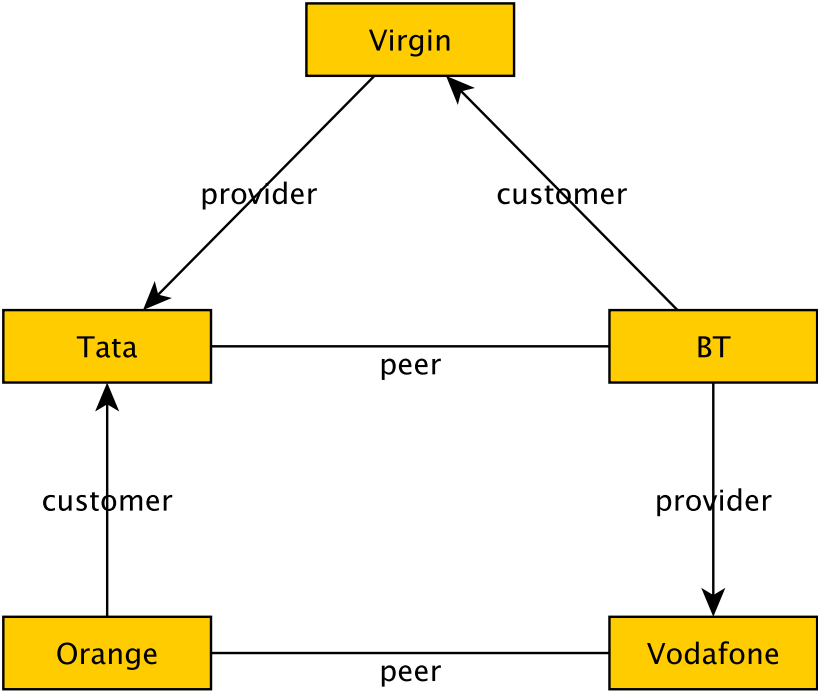 Virgin
provider
customer
Tata
BT
peer
customer
provider
Orange
Vodafone
peer